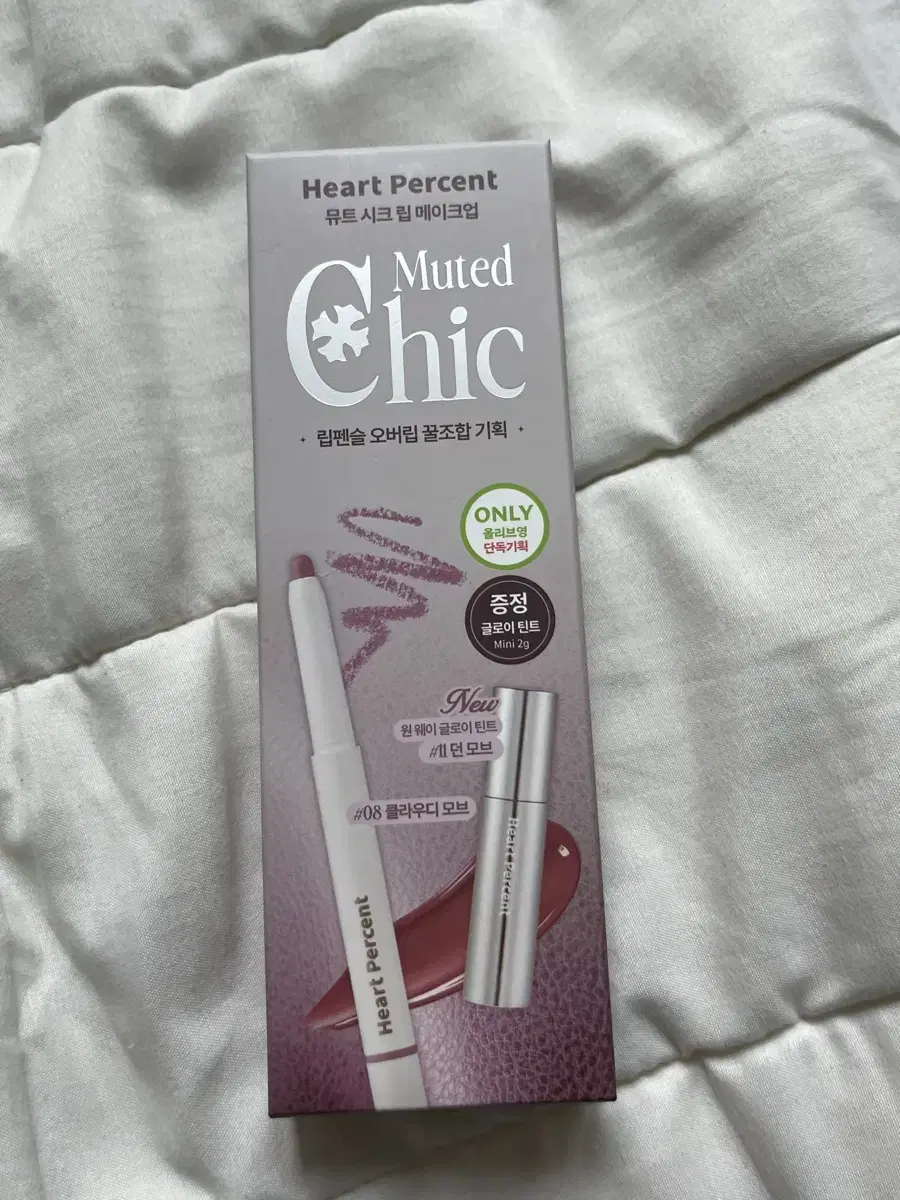 Heart Percent
뮤트 시크 립 메이크업
Muted
Chic
립펜슬 오버립 꿀조합 기획
ONLY
올리브영
단독기획
증정
글로이 틴트
Mini 2g
New
원 웨이 글로이 틴트
#11 던 모브
#08 클라우디 모브
Heart Percent
Heart Percent